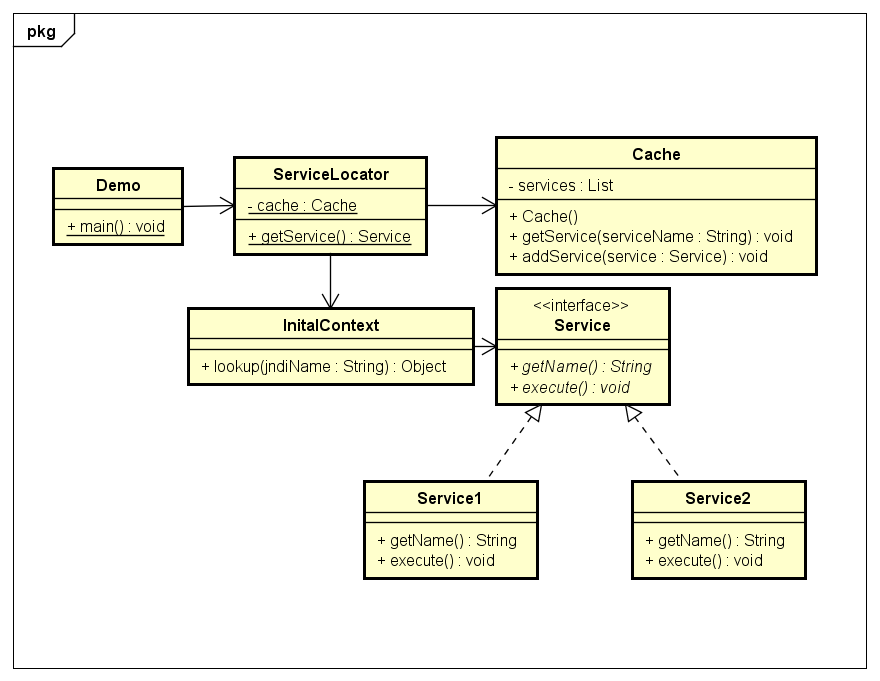 pkg
Demo
+ main() : void
ServiceLocator
- cache : Cache
+ getService() : Service
Cache
- services : List
+ Cache()
+ getService(serviceName : String) : void
+ addService(service : Service) : void
InitalContext
+ lookup(jndiName : String) : Object
<<interface>>
Service
+ getName() : String
+ execute() : void
Service1
+ getName() : String
+ execute() : void
Service2
+ getName() : String
+ execute() : void